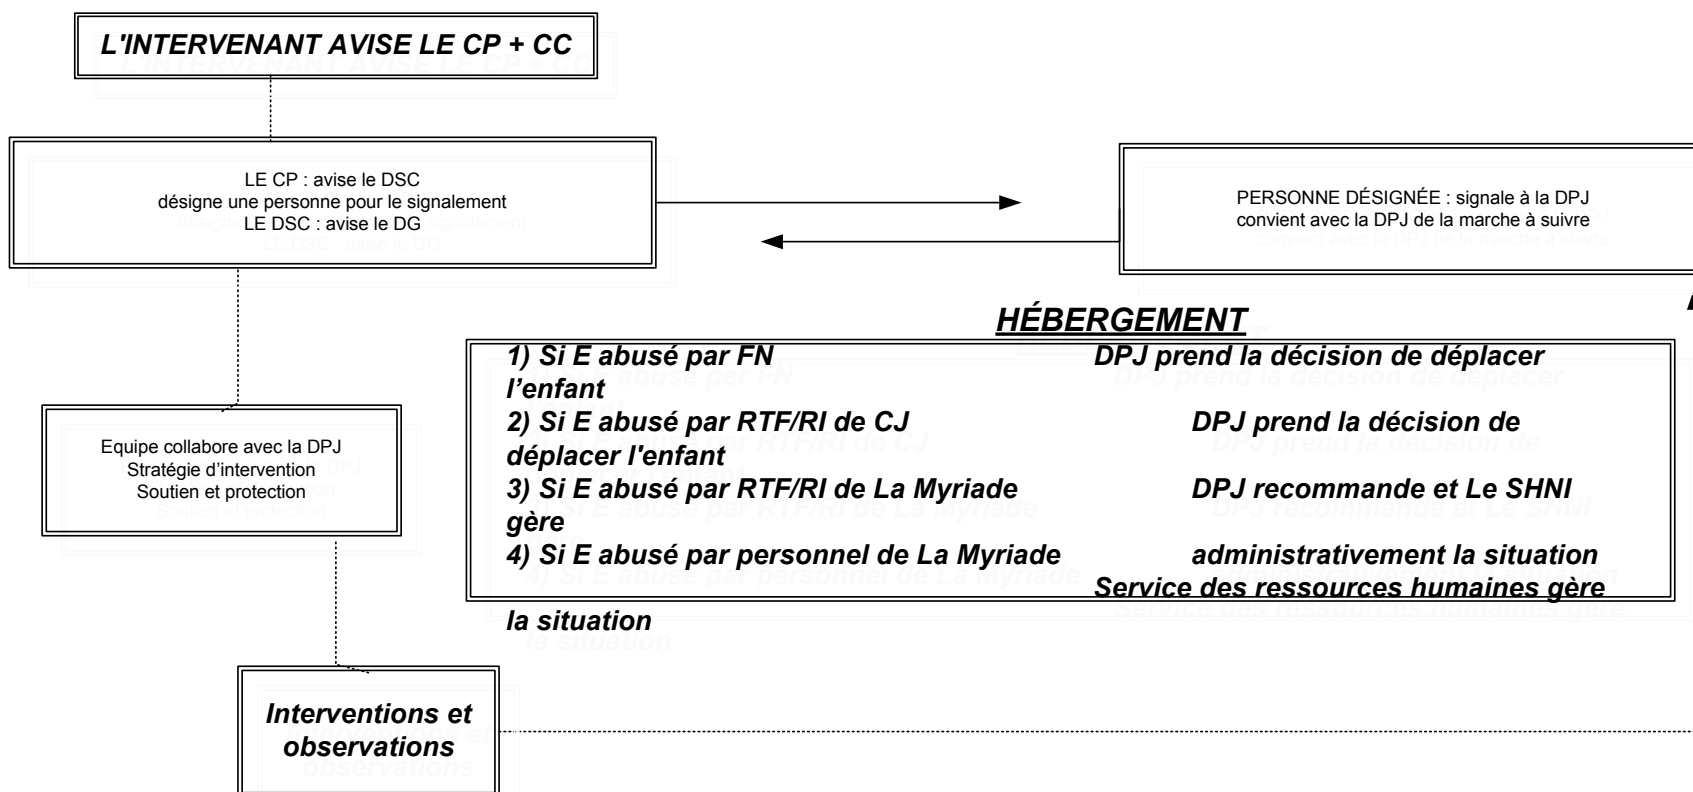 L'INTERVENANT AVISE LE CP + CC
LE CP : avise le DSC
désigne une personne pour le signalement
LE DSC : avise le DG
PERSONNE DÉSIGNÉE : signale à la DPJ
convient avec la DPJ de la marche à suivre
HÉBERGEMENT
1) Si E abusé par FN DPJ prend la décision de déplacer
l’enfant
2) Si E abusé par RTF/RI de CJ DPJ prend la décision de
déplacer l'enfant
3) Si E abusé par RTF/RI de La Myriade DPJ recommande et Le SHNI
gère
4) Si E abusé par personnel de La Myriade administrativement la situation
Service des ressources humaines gère
la situation
Equipe collabore avec la DPJ
Stratégie d’intervention
Soutien et protection
Interventions et
observations